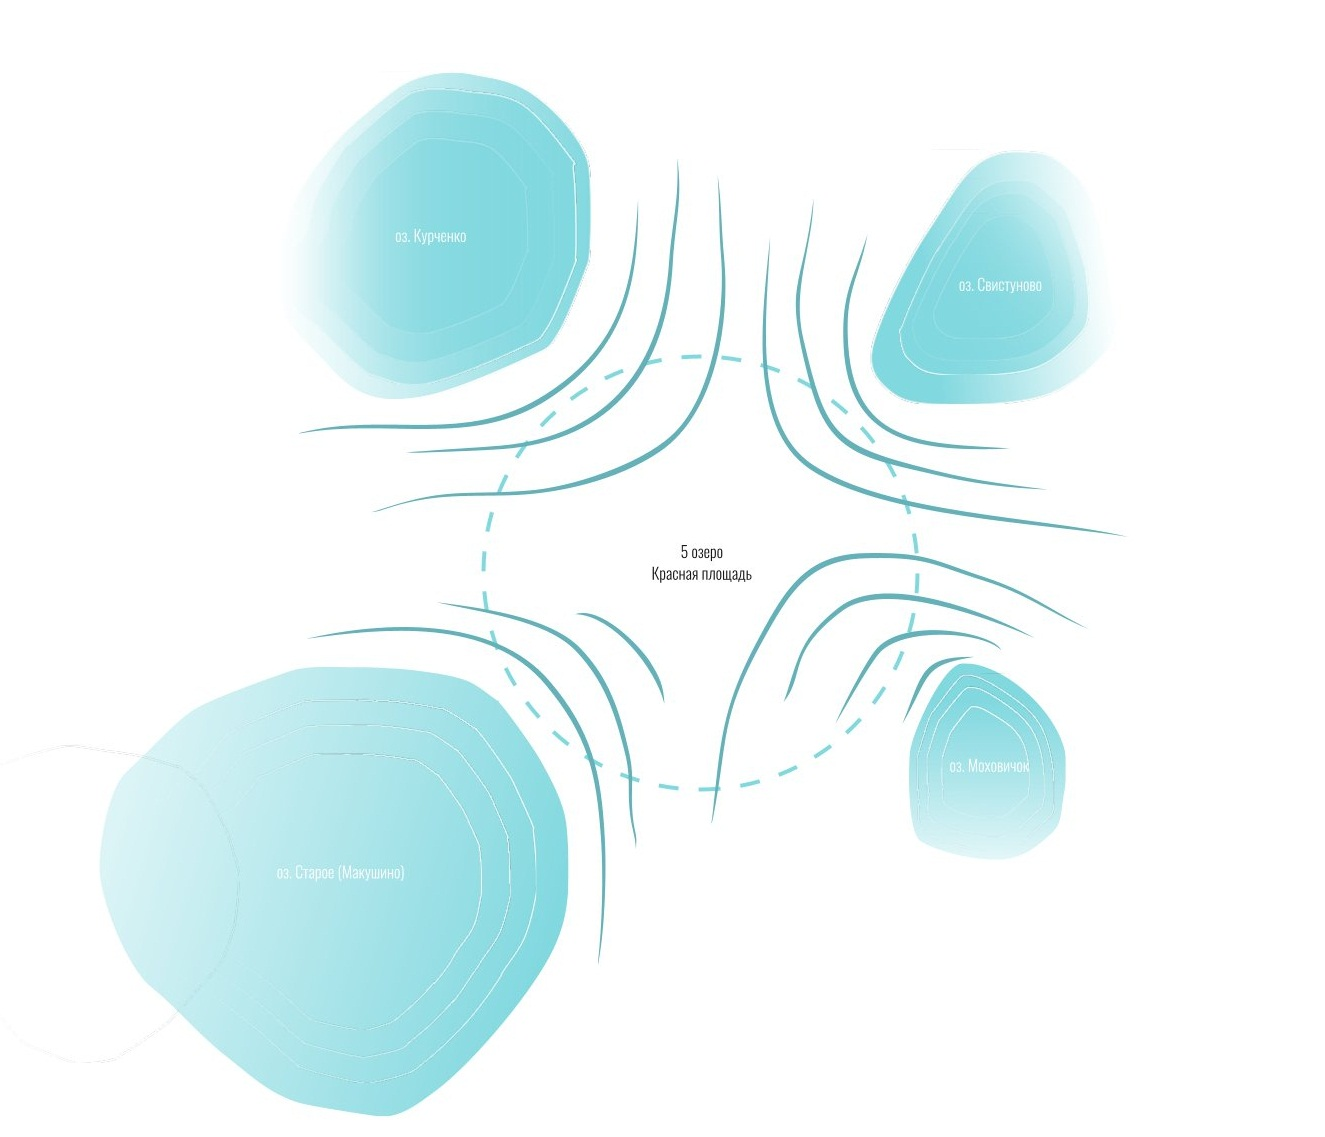 оз. Курченко
оз. Свистуново
5 озеро
Красная площадь
оз. Моховичок
оз. Старое (Макушино)